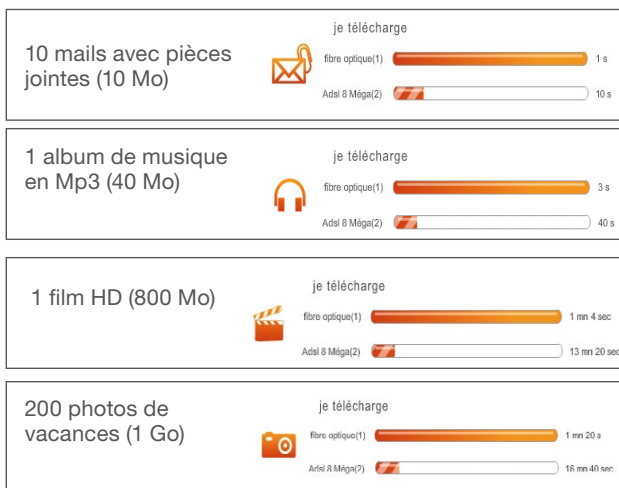 10 mails avec pièces
jointes (10 Mo)
je télécharge
fibre optique(1)
1 s
Adsl 8 Méga(2)
10 s
1 album de musique
en Mp3 (40 Mo)
je télécharge
fibre optique(1)
3 s
Adsl 8 Méga(2)
40 s
1 film HD (800 Mo)
je télécharge
fibre optique(1)
1 mn 4 sec
Adsl 8 Méga(2)
13 mn 20 sec
200 photos de
vacances (1 Go)
je télécharge
fibre optique(1)
1 mn 20 s
Adsl 8 Méga(2)
16 mn 40 sec